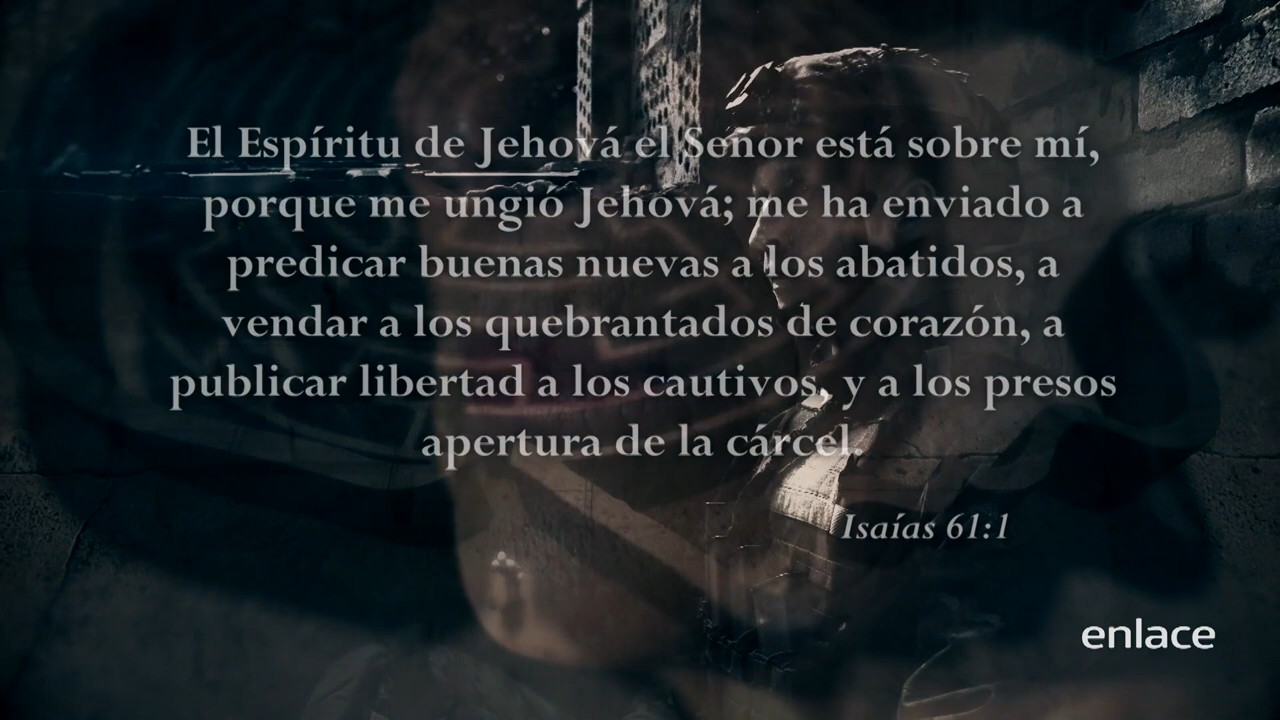 El Espíritu de Jehová el Señor está sobre mí,
porque me ungió Jehová; me ha enviado a
predicar buenas nuevas a los abatidos, a
vendar a los quebrantados de corazón, a
publicar libertad a los cautivos, y a los presos
apertura de la cárcel.
Isaías 61:1
enlace